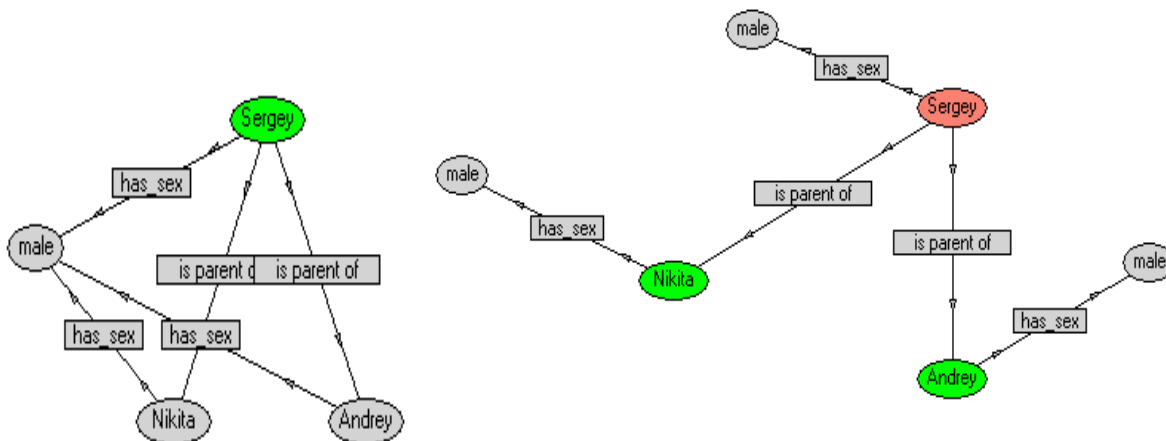 Sergey
has_sex
male
is parent o
is parent of
has_sex
has_sex
Nikita
Andrey
male
has_sex
Sergey
male
is parent of
has_sex
is parent of
Nikita
male
has_sex
Andrey